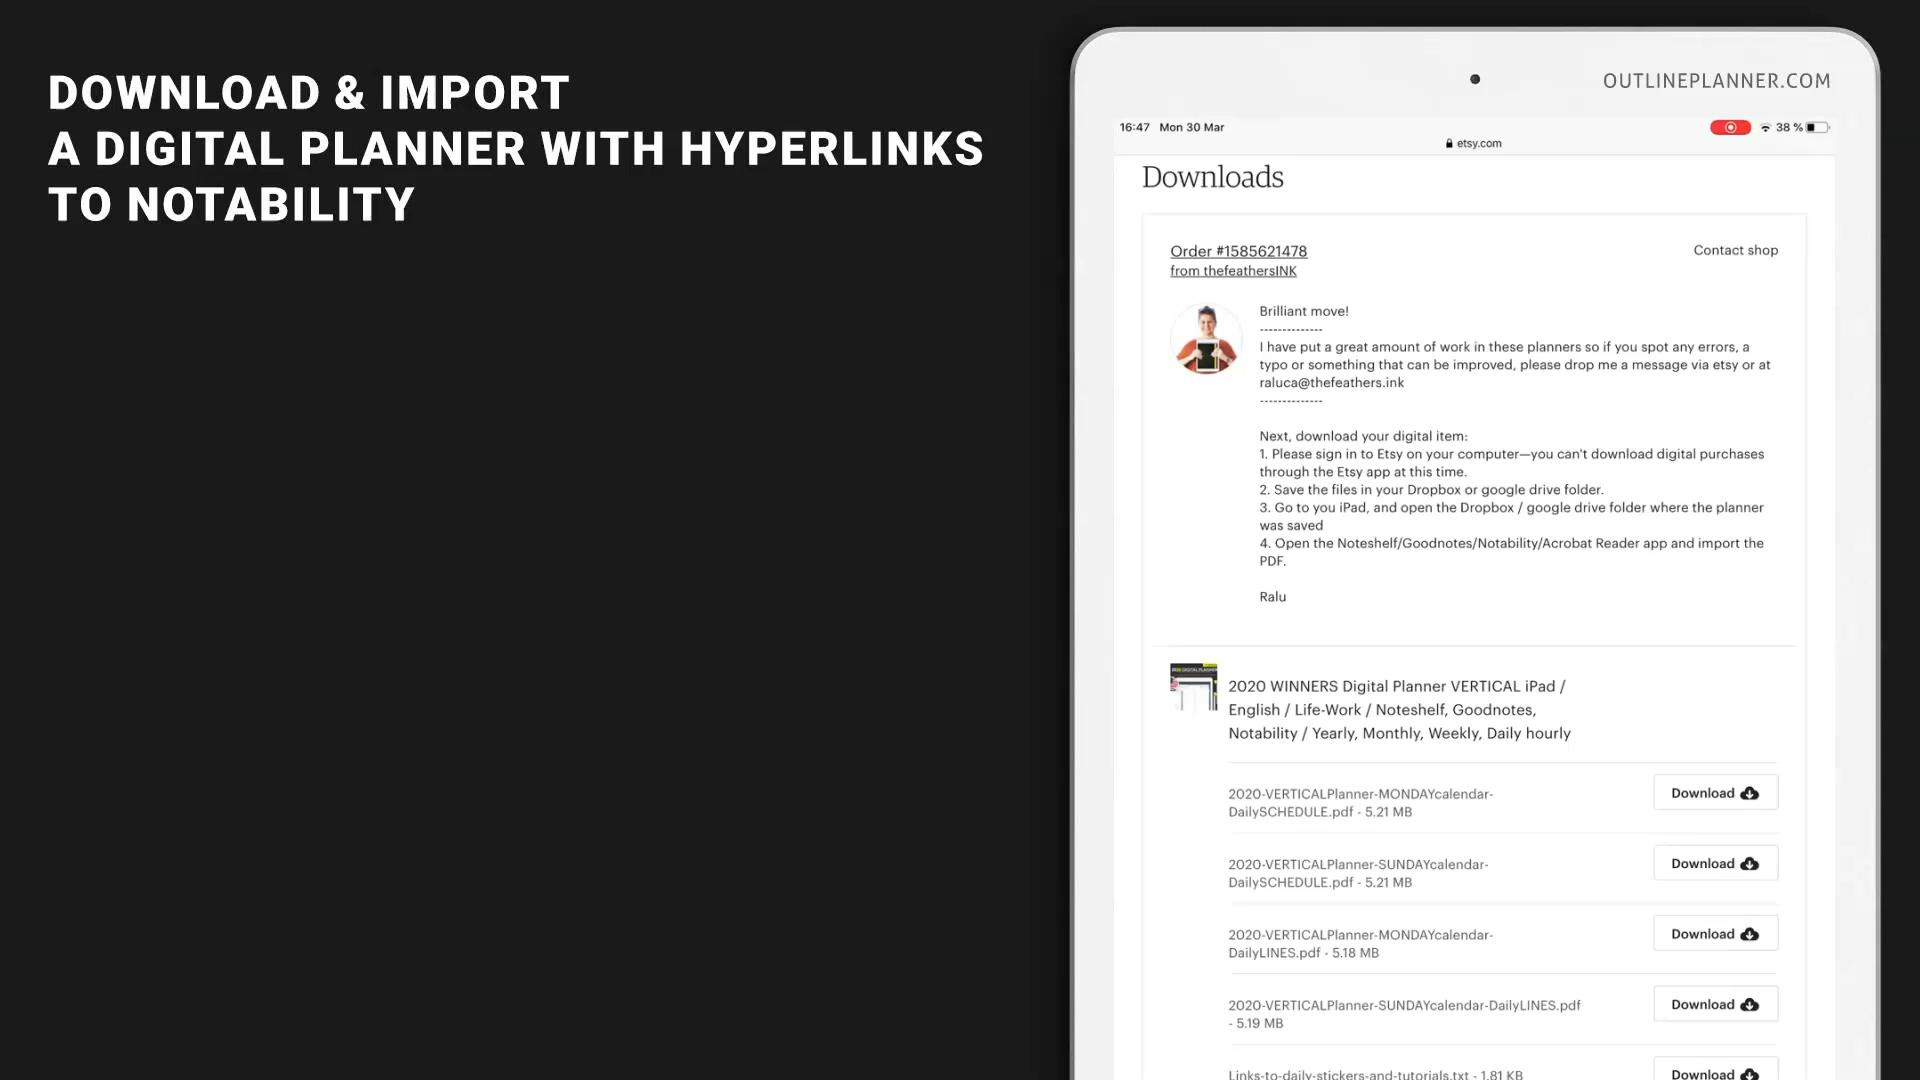 DOWNLOAD & IMPORT
A DIGITAL PLANNER WITH HYPERLINKS
TO NOTABILITY
OUTLINEPLANNER.COM
16:47 Mon 30 Mar
38 %
etsy.com
Downloads
Order #1585621478
from thefeathersINK
Contact shop
Brilliant move!
--------------
I have put a great amount of work in these planners so if you spot any errors, a
typo or something that can be improved, please drop me a message via etsy or at
raluca@thefeathers.ink
--------------
Next, download your digital item:
1. Please sign in to Etsy on your computer—you can't download digital purchases
through the Etsy app at this time.
2. Save the files in your Dropbox or google drive folder.
3. Go to you iPad, and open the Dropbox / google drive folder where the planner
was saved
4. Open the Noteshelf/Goodnotes/Notability/Acrobat Reader app and import the
PDF.
Ralu
2020 WINNERS Digital Planner VERTICAL iPad /
English / Life-Work / Noteshelf, Goodnotes,
Notability / Yearly, Monthly, Weekly, Daily hourly
2020-VERTICALPlanner-MONDAYcalendar-
DailySCHEDULE.pdf - 5.21 MB
Download
2020-VERTICALPlanner-SUNDAYcalendar-
DailySCHEDULE.pdf - 5.21 MB
Download
2020-VERTICALPlanner-MONDAYcalendar-
DailyLINES.pdf - 5.18 MB
Download
2020-VERTICALPlanner-SUNDAYcalendar-DailyLINES.pdf
- 5.19 MB
Download
Links-to-daily-stickers-and-tutorials.txt - 1.81 KB
Download